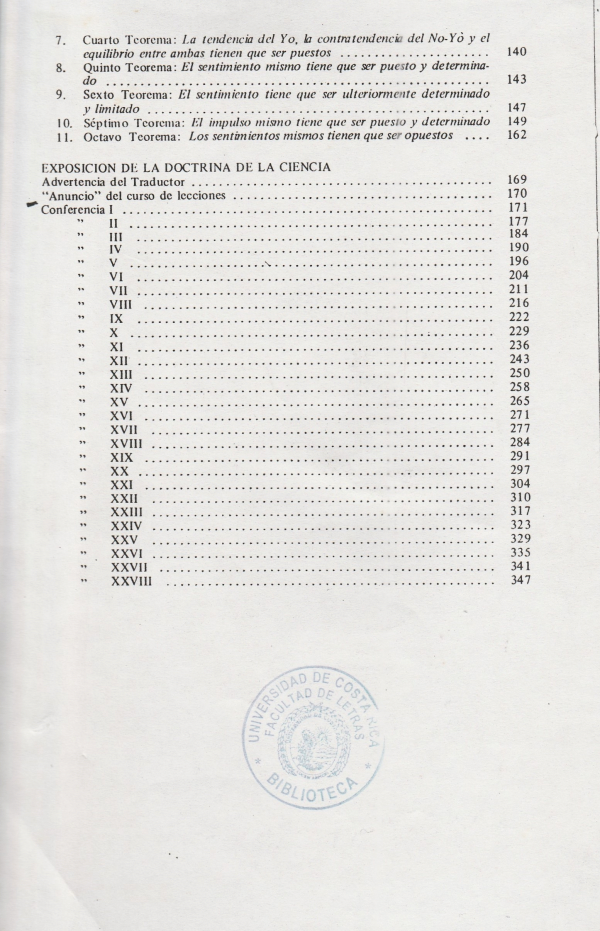 7. Cuarto Teorema: La tendencia del Yo, la contratendencia del No-Yo y el
equilibrio entre ambas tienen que ser puestos ...................... 140
8. Quinto Teorema: El sentimiento mismo tiene que ser puesto y determina-
do ...................................................... 143
9. Sexto Teorema: El sentimiento tiene que ser ulteriormente determinado
y limitado ............................................... 147
10. Séptimo Teorema: El impulso mismo tiene que ser puesto y determinado 149
11. Octavo Teorema: Los sentimientos mismos tienen que ser opuestos .... 162
EXPOSICION DE LA DOCTRINA DE LA CIENCIA
Advertencia del Traductor ........................................... 169
"Anuncio" del curso de lecciones ..................................... 170
Conferencia I ..................................................... 171
" II .................................................... 177
" III ................................................... 184
" IV ................................................... 190
" V .................................................... 196
" VI ................................................... 204
" VII ................................................... 211
" VIII .................................................. 216
" IX ................................................... 222
" X .................................................... 229
" XI ................................................... 236
" XII ................................................... 243
" XIII .................................................. 250
" XIV .................................................. 258
" XV ................................................... 265
" XVI .................................................. 271
" XVII .................................................. 277
" XVIII ................................................. 284
" XIX .................................................. 291
" XX ................................................... 297
" XXI .................................................. 304
" XXII .................................................. 310
" XXIII ................................................. 317
" XXIV ................................................. 323
" XXV .................................................. 329
" XXVI ................................................. 335
" XXVII ................................................. 341
" XXVIII ................................................ 347
UNIVERSIDAD DE COSTA RICA
FACULTAD DE LETRAS
* BIBLIOTECA *